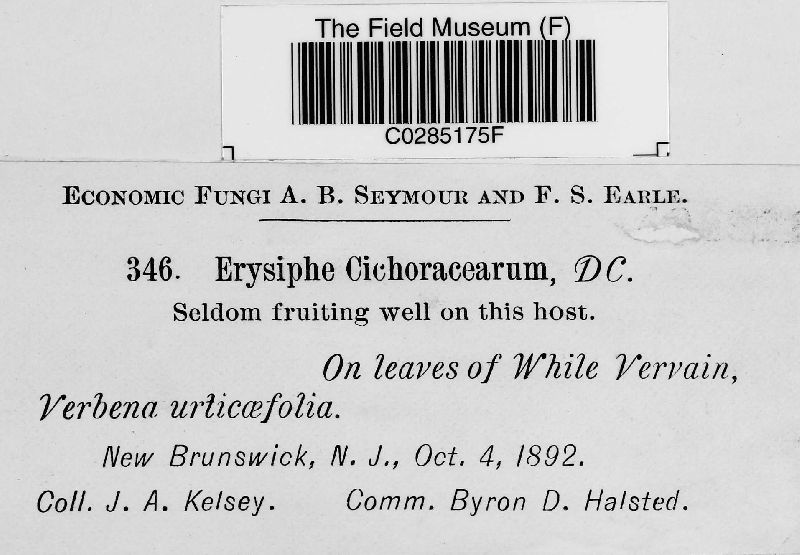 The Field Museum (F)
C0285175F
ECONOMIC FUNGI A. B. SEYMOUR AND F. S. EARLE.
346. Erysiphe Cichoracearum, DC.
Seldom fruiting well on this host.
On leaves of White Vervain,
Verbena urticæfolia.
New Brunswick, N. J., Oct. 4, 1892.
Coll. J. A. Kelsey. Comm. Byron D. Halsted.